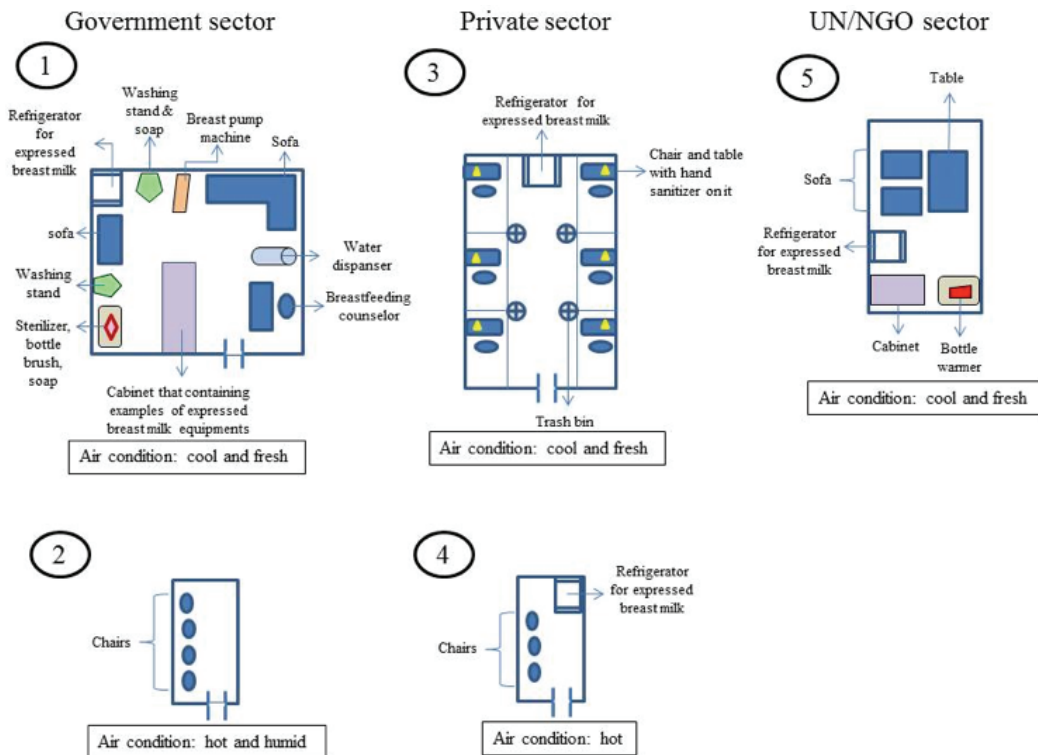 Government sector
Private sector
UN/NGO sector
1
Refrigerator
for
expressed
breast milk
Washing
stand &
soap
Breast pump
machine
Sofa
sofa
Washing
stand
Sterilizer,
bottle
brush,
soap
Water
dispanser
Breastfeeding
counselor
Cabinet that containing
examples of expressed
breast milk equipments
Air condition: cool and fresh
3
Refrigerator for
expressed breast milk
Chair and table
with hand
sanitizer on it
Trash bin
Air condition: cool and fresh
5
Table
Sofa
Refrigerator
for expressed
breast milk
Cabinet
Bottle
warmer
Air condition: cool and fresh
2
Chairs
Air condition: hot and humid
4
Refrigerator
for expressed
breast milk
Chairs
Air condition: hot